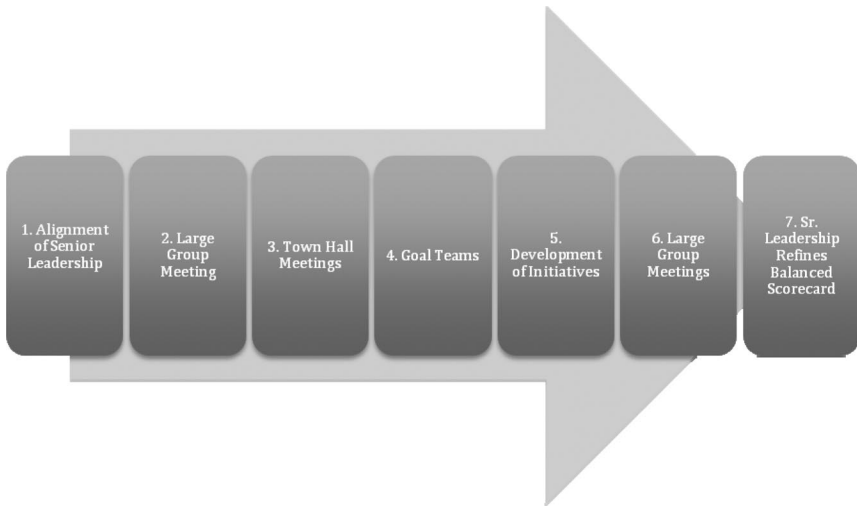 1. Alignment
of Senior
Leadership
2. Large
Group
Meeting
3. Town Hall
Meetings
4. Goal Teams
5.
Development
of Initiatives
6. Large
Group
Meetings
7. Sr.
Leadership
Refines
Balanced
Scorecard